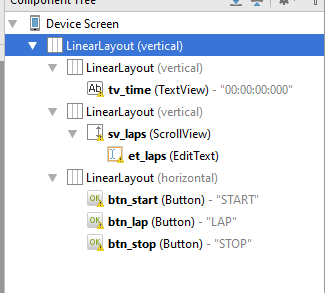 Component Tree
Device Screen
LinearLayout (vertical)
LinearLayout (vertical)
Ab tv_time (TextView) - "00:00:00:000"
LinearLayout (vertical)
sv_laps (ScrollView)
et_laps (EditText)
LinearLayout (horizontal)
OK btn_start (Button) - "START"
OK btn_lap (Button) - "LAP"
OK btn_stop (Button) - "STOP"